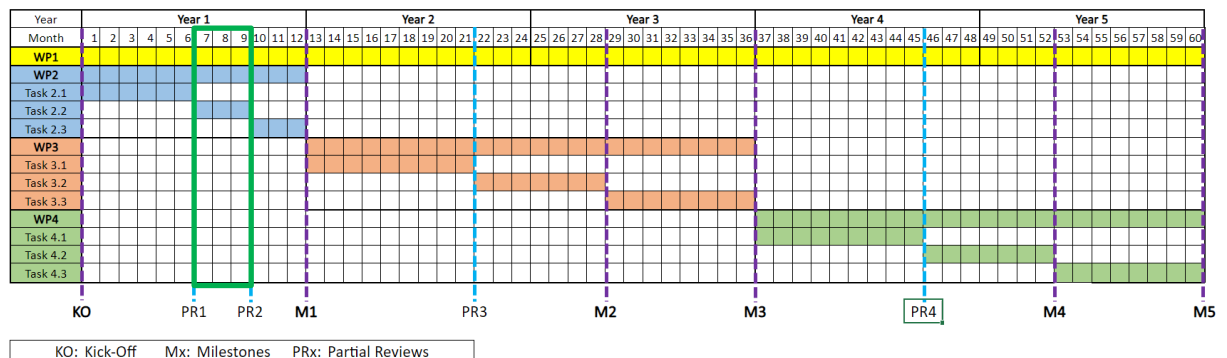 Year Year 1 Year 2 Year 3 Year 4 Year 5
Month 1 2 3 4 5 6 7 8 9 10 11 12 13 14 15 16 17 18 19 20 21 22 23 24 25 26 27 28 29 30 31 32 33 34 35 36 37 38 39 40 41 42 43 44 45 46 47 48 49 50 51 52 53 54 55 56 57 58 59 60
WP1
WP2
Task 2.1
Task 2.2
Task 2.3
WP3
Task 3.1
Task 3.2
Task 3.3
WP4
Task 4.1
Task 4.2
Task 4.3
KO PR1 PR2 M1 PR3 M2 M3 PR4 M4 M5
KO: Kick-Off Mx: Milestones PRx: Partial Reviews